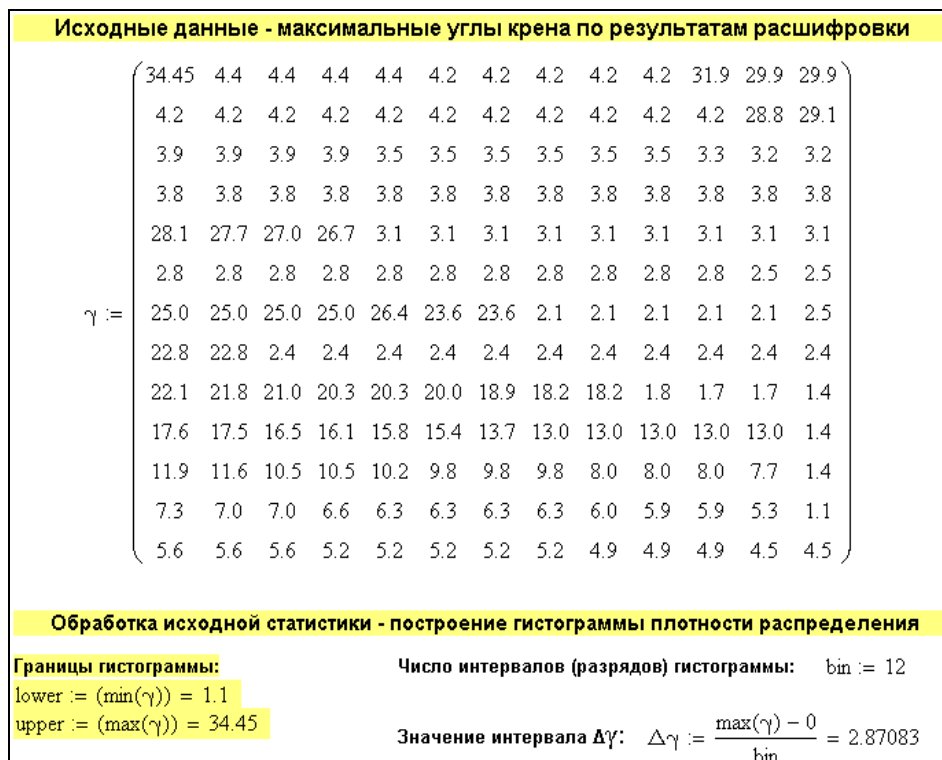 Исходные данные - максимальные углы крена по результатам расшифровки
34.45 4.4 4.4 4.4 4.4 4.2 4.2 4.2 4.2 4.2 31.9 29.9 29.9
4.2 4.2 4.2 4.2 4.2 4.2 4.2 4.2 4.2 4.2 4.2 28.8 29.1
3.9 3.9 3.9 3.9 3.5 3.5 3.5 3.5 3.5 3.5 3.3 3.2 3.2
3.8 3.8 3.8 3.8 3.8 3.8 3.8 3.8 3.8 3.8 3.8 3.8 3.8
28.1 27.7 27.0 26.7 3.1 3.1 3.1 3.1 3.1 3.1 3.1 3.1 3.1
2.8 2.8 2.8 2.8 2.8 2.8 2.8 2.8 2.8 2.8 2.8 2.5 2.5
γ := 25.0 25.0 25.0 25.0 26.4 23.6 23.6 2.1 2.1 2.1 2.1 2.1 2.5
22.8 22.8 2.4 2.4 2.4 2.4 2.4 2.4 2.4 2.4 2.4 2.4 2.4
22.1 21.8 21.0 20.3 20.3 20.0 18.9 18.2 18.2 1.8 1.7 1.7 1.4
17.6 17.5 16.5 16.1 15.8 15.4 13.7 13.0 13.0 13.0 13.0 13.0 1.4
11.9 11.6 10.5 10.5 10.2 9.8 9.8 9.8 8.0 8.0 8.0 7.7 1.4
7.3 7.0 7.0 6.6 6.3 6.3 6.3 6.3 6.0 5.9 5.9 5.3 1.1
5.6 5.6 5.6 5.2 5.2 5.2 5.2 5.2 4.9 4.9 4.9 4.5 4.5
Обработка исходной статистики - построение гистограммы плотности распределения
Границы гистограммы:
lower := (min(γ)) = 1.1
upper := (max(γ)) = 34.45
Число интервалов (разрядов) гистограммы: bin := 12
Значение интервала Δγ: Δγ := max(γ) − 0 / bin = 2.87083